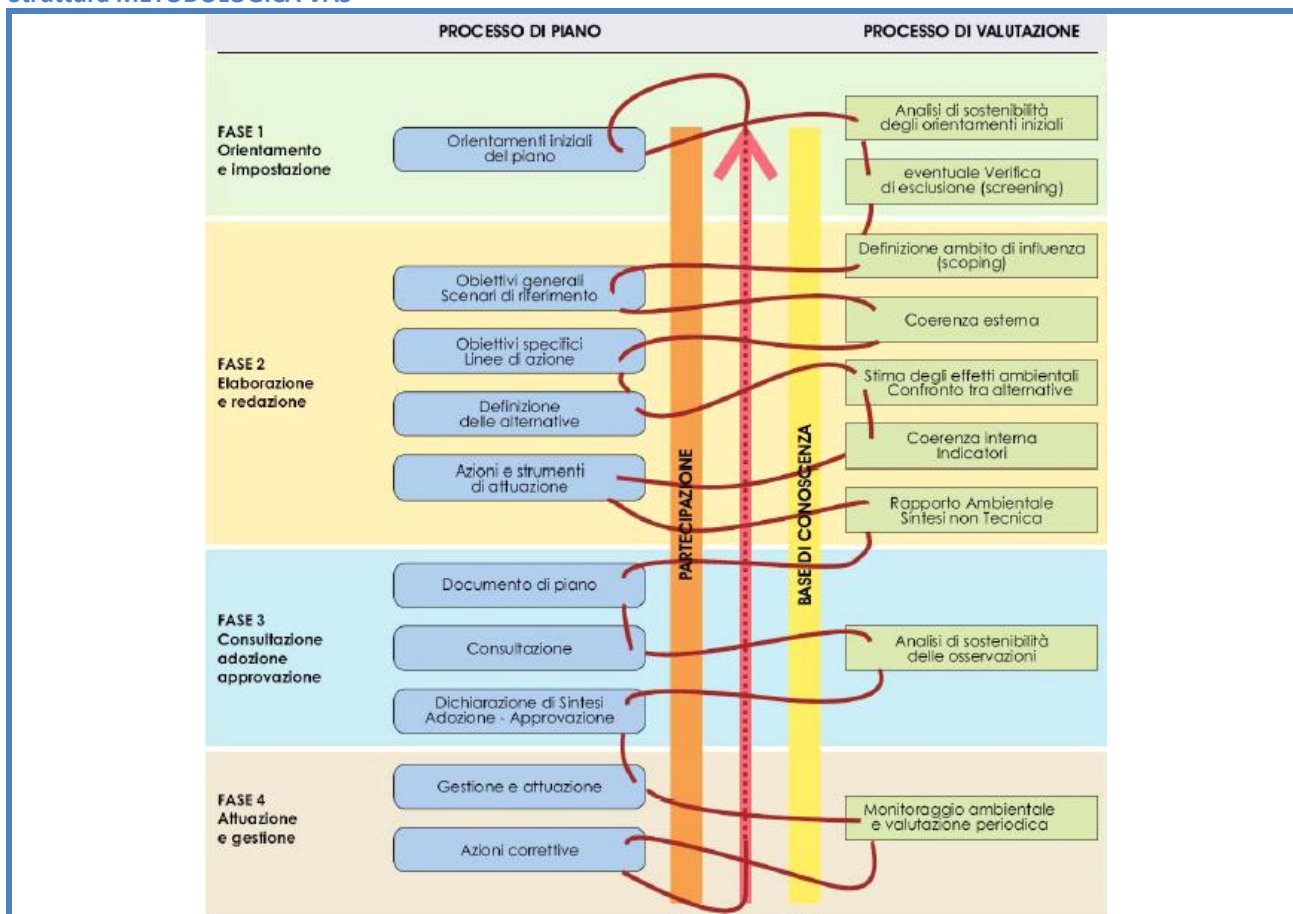 Struttura METODOLOGICA VAS
PROCESSO DI PIANO
PROCESSO DI VALUTAZIONE
FASE 1
Orientamento
e impostazione
Orientamenti iniziali
del piano
Analisi di sostenibilità
degli orientamenti iniziali
eventuale Verifica
di esclusione (screening)
FASE 2
Elaborazione
e redazione
Obiettivi generali
Scenari di riferimento
Obiettivi specifici
Linee di azione
Definizione
delle alternative
Azioni e strumenti
di attuazione
Definizione ambito di influenza
(scoping)
Coerenza esterna
Stima degli effetti ambientali
Confronto tra alternative
Coerenza interna
Indicatori
Rapporto Ambientale
Sintesi non Tecnica
PARTECIPAZIONE
BASE DI CONOSCENZA
FASE 3
Consultazione
adozione
approvazione
Documento di piano
Consultazione
Dichiarazione di Sintesi
Adozione - Approvazione
Analisi di sostenibilità
delle osservazioni
FASE 4
Attuazione
e gestione
Gestione e attuazione
Azioni correttive
Monitoraggio ambientale
e valutazione periodica